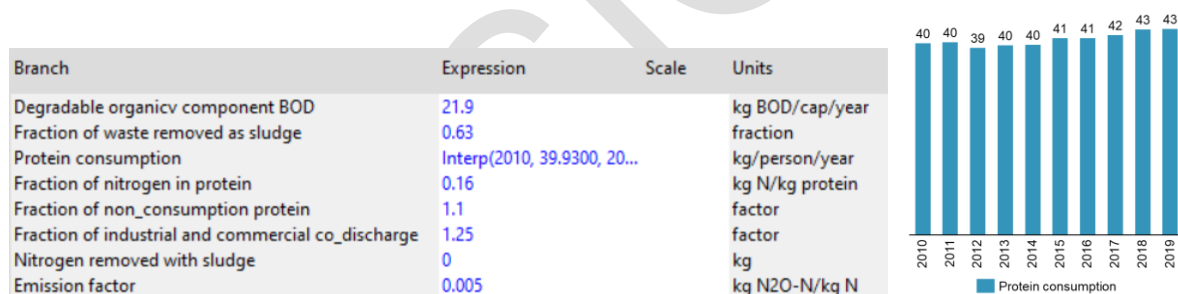 Branch Expression Scale Units
Degradable organicv component BOD 21.9 kg BOD/cap/year
Fraction of waste removed as sludge 0.63 fraction
Protein consumption Interp(2010, 39.9300, 20... kg/person/year
Fraction of nitrogen in protein 0.16 kg N/kg protein
Fraction of non_consumption protein 1.1 factor
Fraction of industrial and commercial co_discharge 1.25 factor
Nitrogen removed with sludge 0 kg
Emission factor 0.005 kg N2O-N/kg N
40 40 39 40 40 41 41 42 43 43
2010 2011 2012 2013 2014 2015 2016 2017 2018 2019
Protein consumption